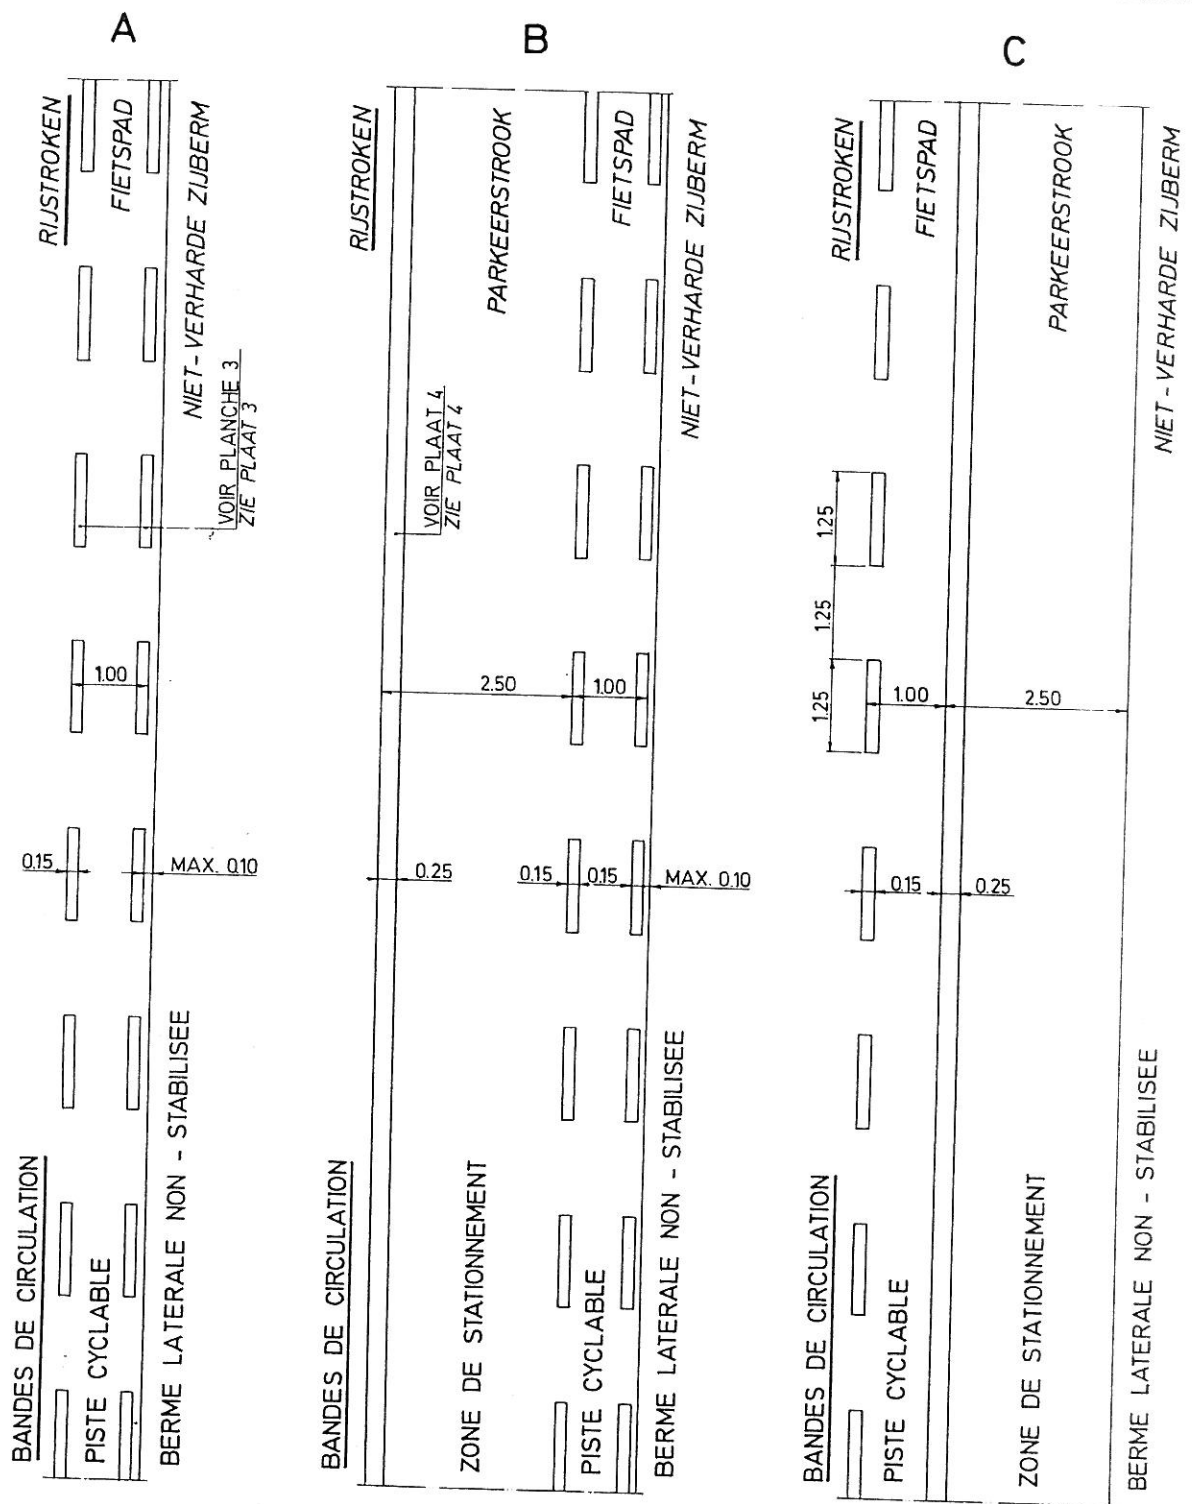 A
RIJSTROKEN
FIETSPAD
NIET-VERHARDE ZIJBERM
VOIR PLANCHE 3
ZIE PLAAT 3
1.00
0.15
MAX. 0.10
BANDES DE CIRCULATION
PISTE CYCLABLE
BERME LATERALE NON - STABILISEE
B
RIJSTROKEN
PARKEERSTROOK
FIETSPAD
NIET-VERHARDE ZIJBERM
VOIR PLAAT 4
ZIE PLAAT 4
2.50
1.00
0.25
0.15
0.15
MAX. 0.10
BANDES DE CIRCULATION
ZONE DE STATIONNEMENT
PISTE CYCLABLE
BERME LATERALE NON - STABILISEE
C
RIJSTROKEN
FIETSPAD
PARKEERSTROOK
NIET-VERHARDE ZIJBERM
1.25
1.25
1.25
1.00
2.50
0.15
0.25
BANDES DE CIRCULATION
PISTE CYCLABLE
ZONE DE STATIONNEMENT
BERME LATERALE NON - STABILISEE